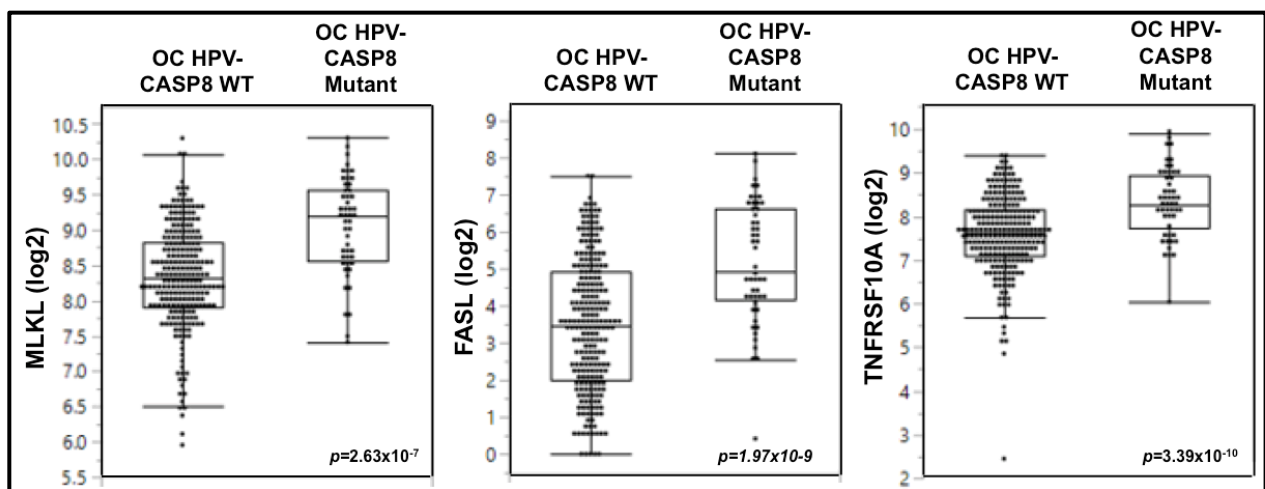 OC HPV-
CASP8 WT
OC HPV-
CASP8
Mutant
MLKL (log2)
10.5
10.0
9.5
9.0
8.5
8.0
7.5
7.0
6.5
6.0
5.5
p=2.63x10-7
OC HPV-
CASP8 WT
OC HPV-
CASP8
Mutant
FASL (log2)
9
8
7
6
5
4
3
2
1
0
p=1.97x10-9
OC HPV-
CASP8 WT
OC HPV-
CASP8
Mutant
TNFRSF10A (log2)
10
9
8
7
6
5
4
3
2
p=3.39x10-10